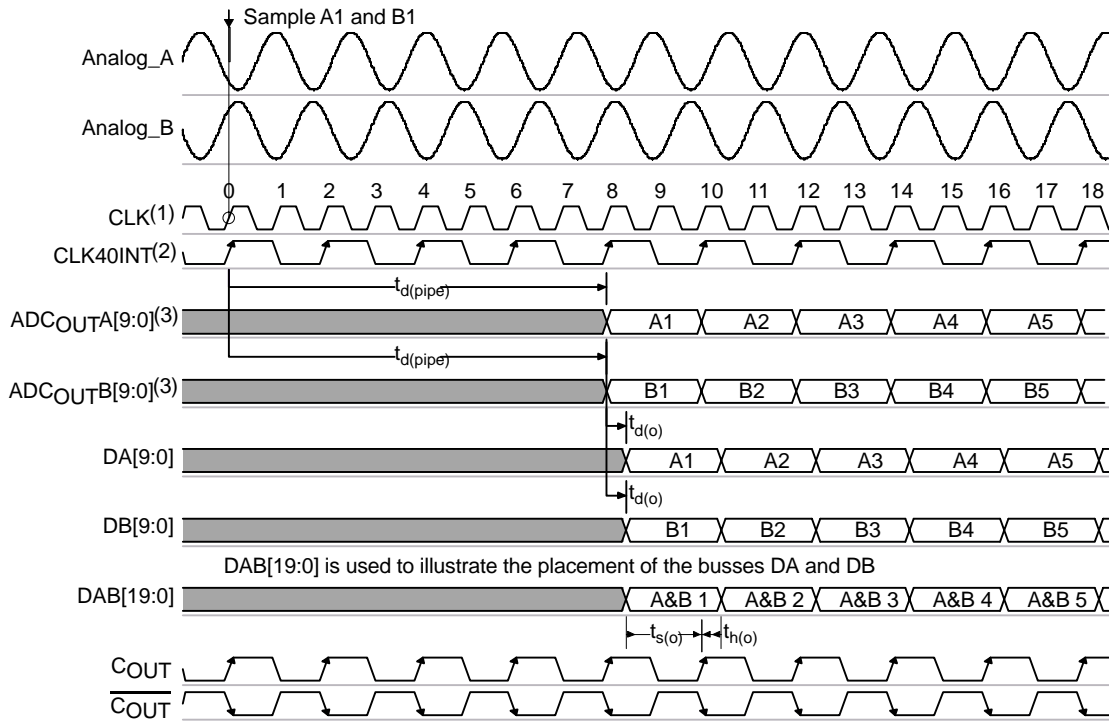 Sample A1 and B1
Analog_A
Analog_B
0 1 2 3 4 5 6 7 8 9 10 11 12 13 14 15 16 17 18
CLK(1)
CLK40INT(2)
td(pipe)
ADCOUTA[9:0](3) A1 A2 A3 A4 A5
td(pipe)
ADCOUTB[9:0](3) B1 B2 B3 B4 B5
td(o)
DA[9:0] A1 A2 A3 A4 A5
td(o)
DB[9:0] B1 B2 B3 B4 B5
DAB[19:0] is used to illustrate the placement of the busses DA and DB
DAB[19:0] A&B 1 A&B 2 A&B 3 A&B 4 A&B 5
ts(o) th(o)
COUT
COUT